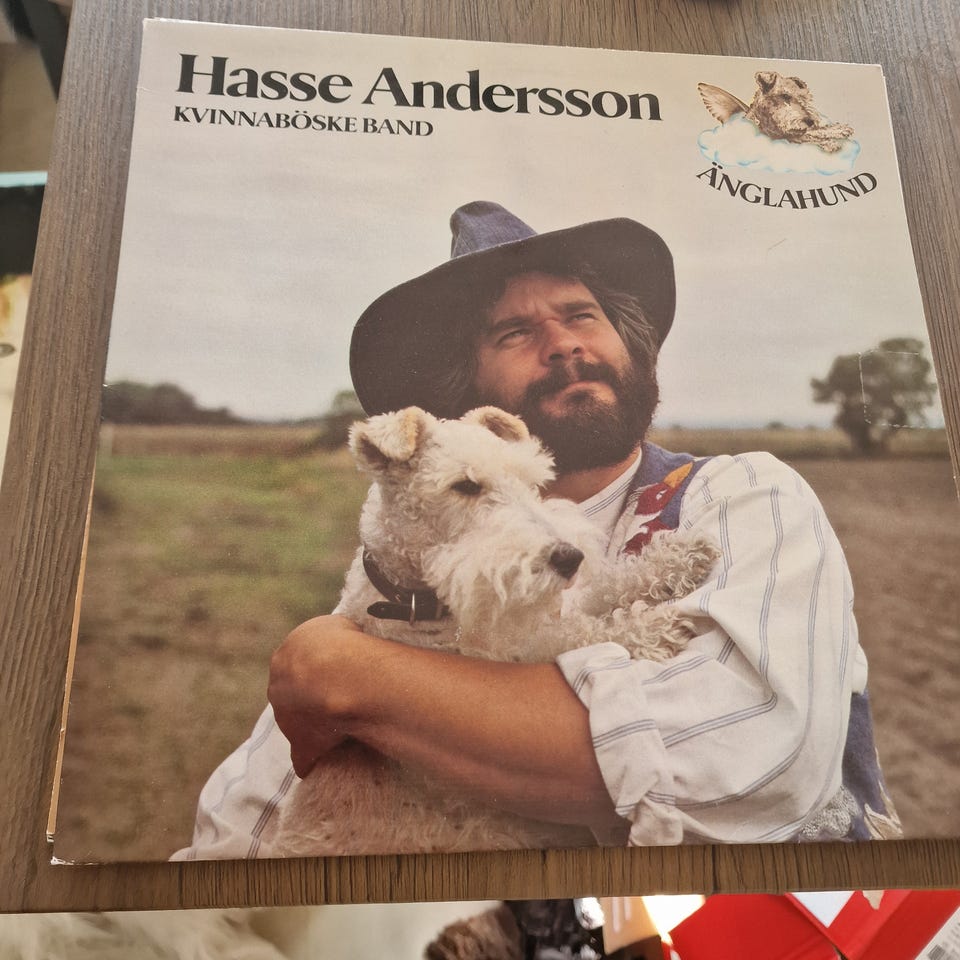 Hasse Andersson
KVINNABÖSKE BAND
ÄNGLAHUND